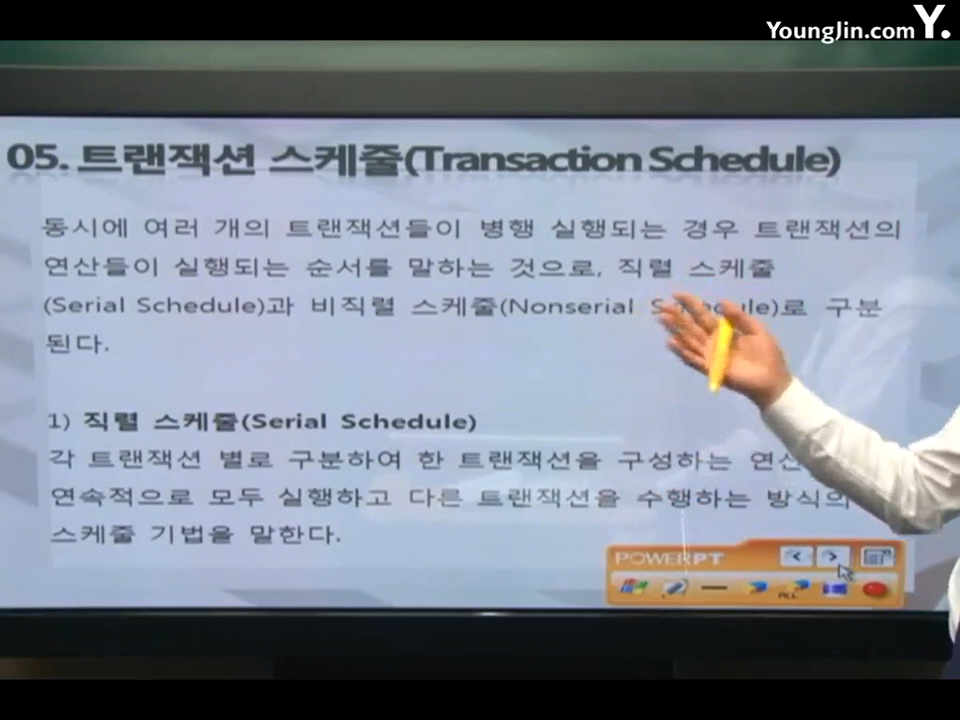 YoungJin.com Y.
05. 트랜잭션 스케줄(Transaction Schedule)
동시에 여러 개의 트랜잭션들이 병행 실행되는 경우 트랜잭션의
연산들이 실행되는 순서를 말하는 것으로, 직렬 스케줄
(Serial Schedule)과 비직렬 스케줄(Nonserial Schedule)로 구분
된다.
1) 직렬 스케줄(Serial Schedule)
각 트랜잭션 별로 구분하여 한 트랜잭션을 구성하는
연속적으로 모두 실행하고 다른 트랜잭션을 수행하는 방식의
스케줄 기법을 말한다.
POWERPT
ALL